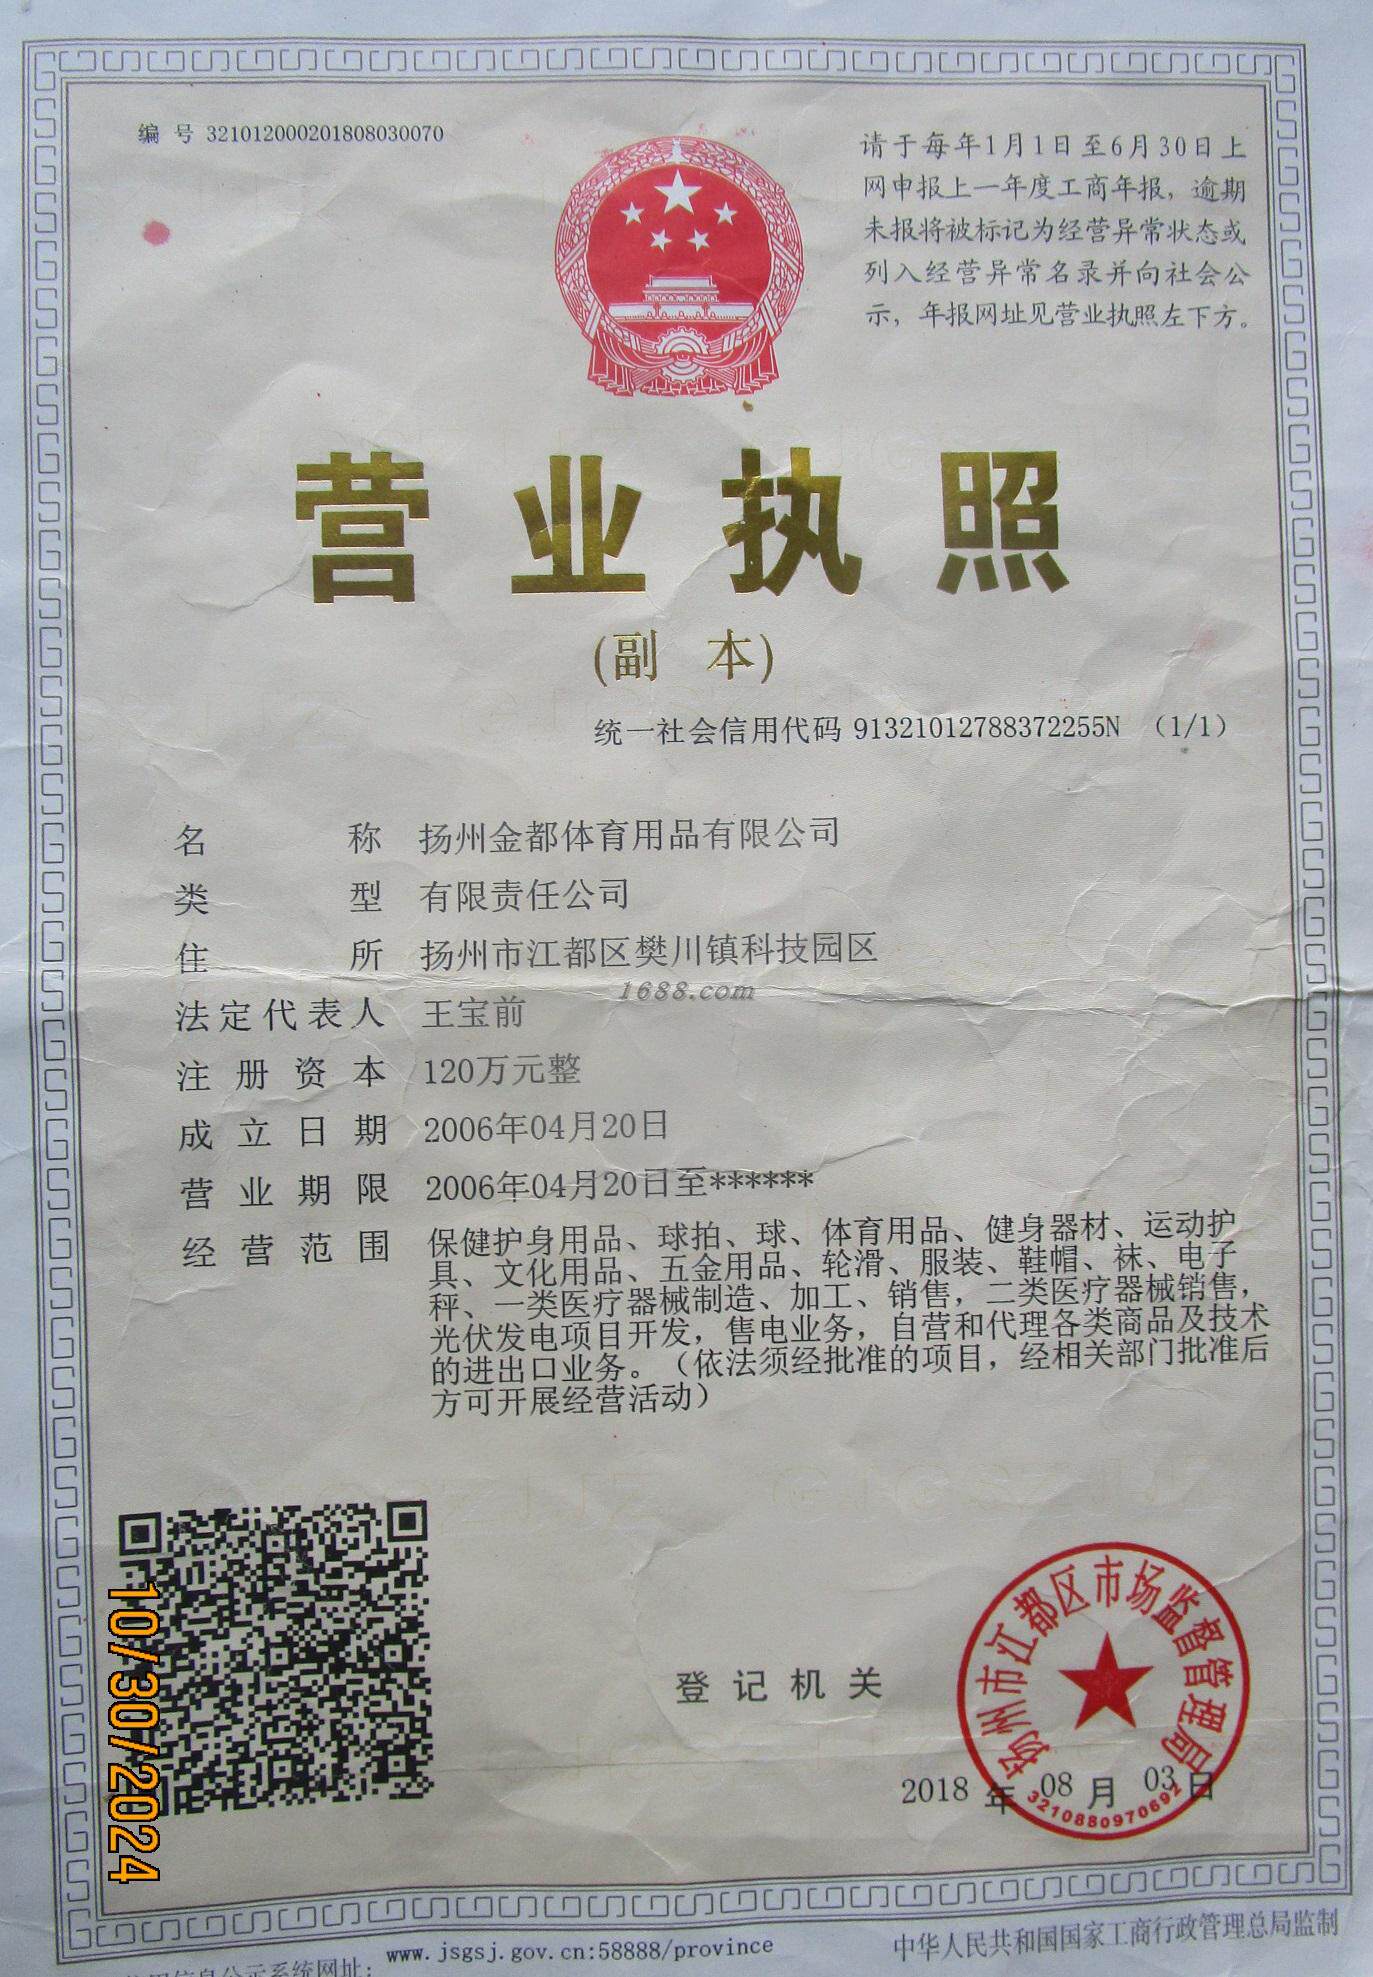 编 号 321012000201808030070
请于每年1月1日至6月30日上
网申报上一年度工商年报，逾期
未报将被标记为经营异常状态或
列入经营异常名录并向社会公
示，年报网址见营业执照左下方。
营业执照
(副 本)
统一社会信用代码 91321012788372255N （1/1）
名 称 扬州金都体育用品有限公司
类 型 有限责任公司
住 所 扬州市江都区樊川镇科技园区
1688.com
法定代表人 王宝前
注册资本 120万元整
成立日期 2006年04月20日
营业期限 2006年04月20日至******
经营范围 保健护身用品、球拍、球、体育用品、健身器材、运动护
具、文化用品、五金用品、轮滑、服装、鞋帽、袜、电子
秤、一类医疗器械制造、加工、销售，二类医疗器械销售，
光伏发电项目开发，售电业务，自营和代理各类商品及技术
的进出口业务。（依法须经批准的项目，经相关部门批准后
方可开展经营活动）
10/30/2024
登记机关
扬州市江都区市场监督管理局
3210880970692
2018 年 08 月 03 日
信用信息公示系统网址：
www.jsgsj.gov.cn:58888/province
中华人民共和国国家工商行政管理总局监制